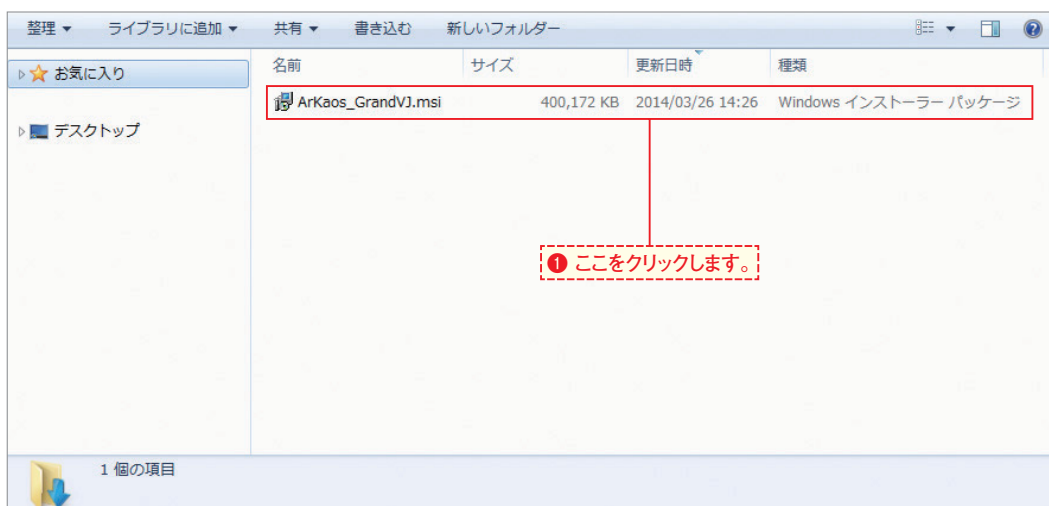 整理 ▼ ライブラリに追加 ▼ 共有 ▼ 書き込む 新しいフォルダー
お気に入り
デスクトップ
名前 サイズ 更新日時 種類
ArKaos_GrandVJ.msi 400,172 KB 2014/03/26 14:26 Windows インストーラー パッケージ
❶ ここをクリックします。
1 個の項目